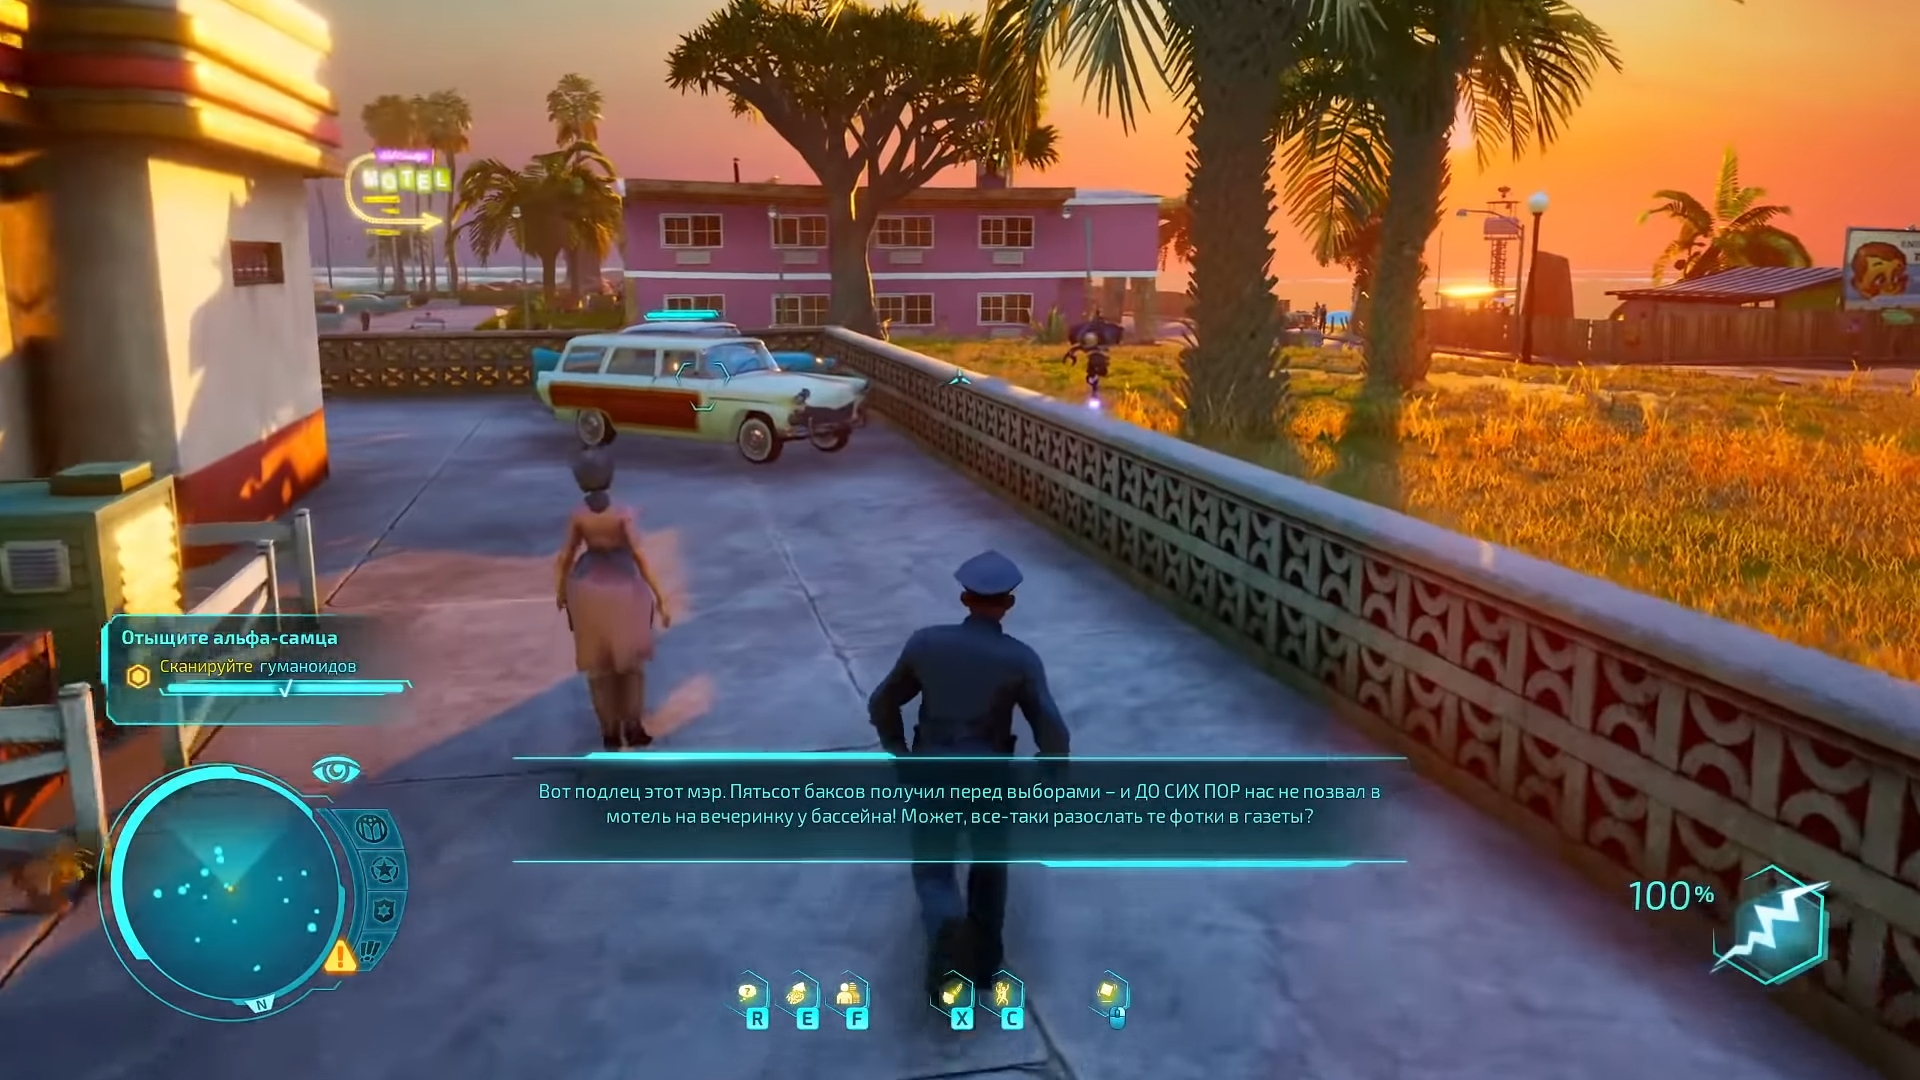 MOTEL
Отыщите альфа-самца
Сканируйте гуманоидов
Вот подлец этот мэр. Пятьсот баксов получил перед выборами – и ДО СИХ ПОР нас не позвал в
мотель на вечеринку у бассейна! Может, все-таки разослать те фотки в газеты?
100%
N
R E F X C